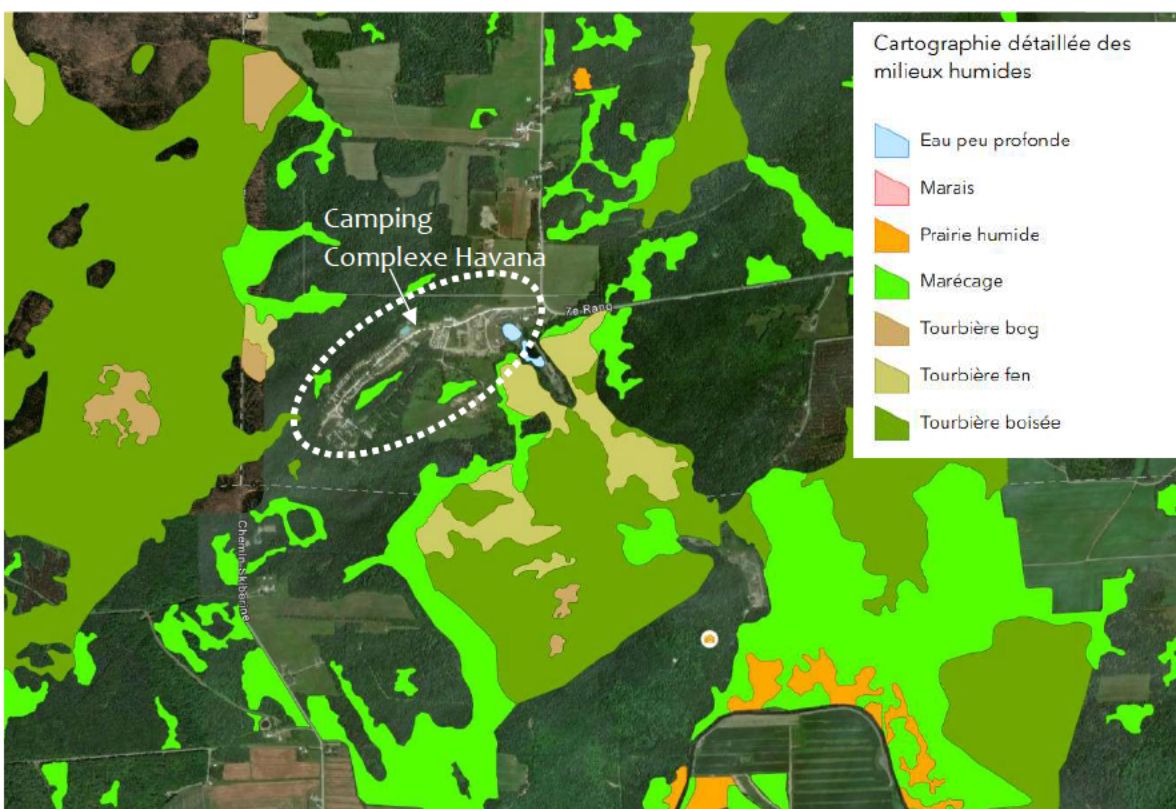 Cartographie détaillée des
milieux humides
Eau peu profonde
Marais
Prairie humide
Marécage
Tourbière bog
Tourbière fen
Tourbière boisée
Camping
Complexe Havana
7e Rang
Chemin Skiberine